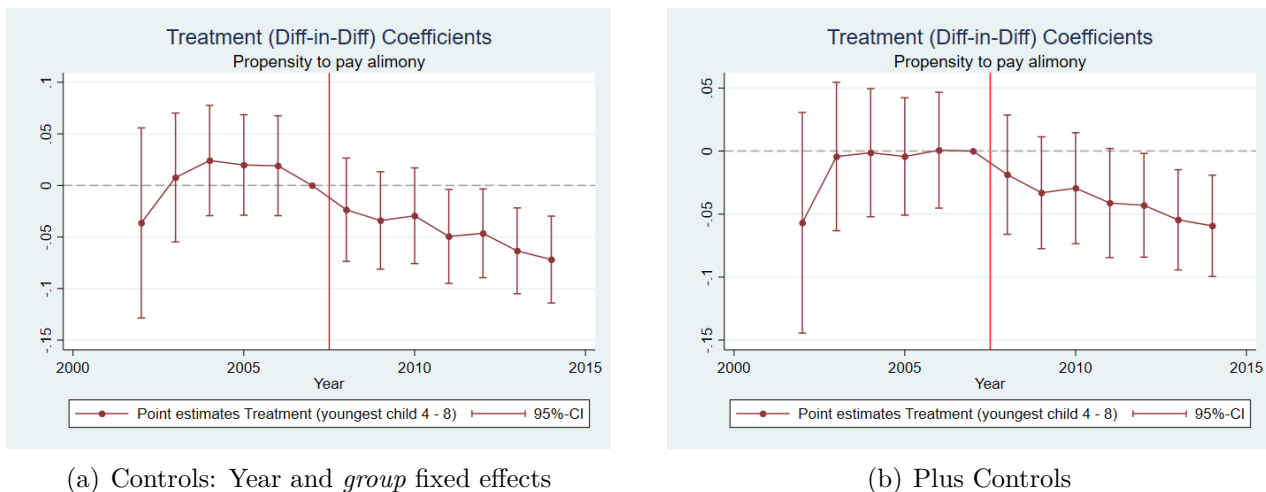 Treatment (Diff-in-Diff) Coefficients
Propensity to pay alimony
.1
.05
0
-.05
-.1
-.15
2000 2005 2010 2015
Year
Point estimates Treatment (youngest child 4 - 8) 95%-CI
(a) Controls: Year and group fixed effects
Treatment (Diff-in-Diff) Coefficients
Propensity to pay alimony
.05
0
-.05
-.1
-.15
2000 2005 2010 2015
Year
Point estimates Treatment (youngest child 4 - 8) 95%-CI
(b) Plus Controls